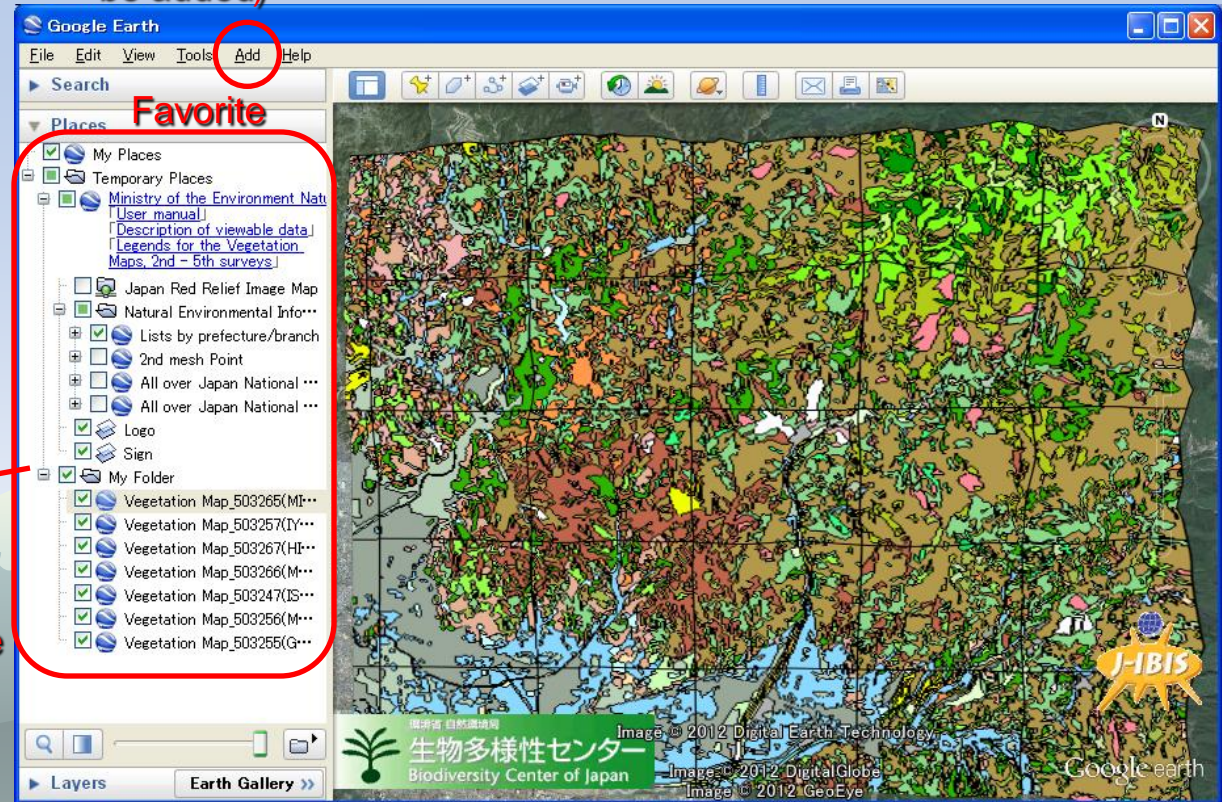 be added)
Google Earth
File Edit View Tools Add Help
Search
Favorite
Places
My Places
Temporary Places
Ministry of the Environment Natu
「User manual」
「Description of viewable data」
「Legends for the Vegetation
Maps, 2nd - 5th surveys」
Japan Red Relief Image Map
Natural Environmental Info…
Lists by prefecture/branch
2nd mesh Point
All over Japan National …
All over Japan National …
Logo
Sign
My Folder
Vegetation Map_503265(MI…
Vegetation Map_503257(IY…
Vegetation Map_503267(HI…
Vegetation Map_503266(M…
Vegetation Map_503247(IS…
Vegetation Map_503256(M…
Vegetation Map_503255(G…
Layers
Earth Gallery »
N
J-IBIS
環境省 自然環境局
生物多様性センター
Biodiversity Center of Japan
Image © 2012 Digital Earth Technology
Image © 2012 DigitalGlobe
Image © 2012 GeoEye
Google earth